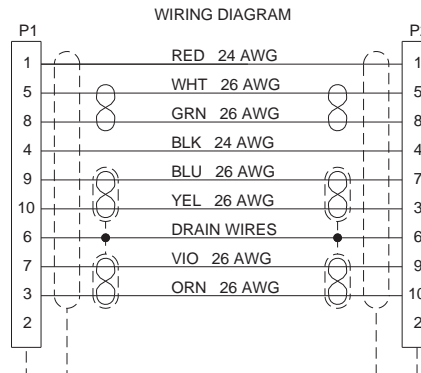 WIRING DIAGRAM
P1
1 RED 24 AWG 1
5 WHT 26 AWG 5
8 GRN 26 AWG 8
4 BLK 24 AWG 4
9 BLU 26 AWG 7
10 YEL 26 AWG 3
6 DRAIN WIRES 6
7 VIO 26 AWG 9
3 ORN 26 AWG 10
2 2